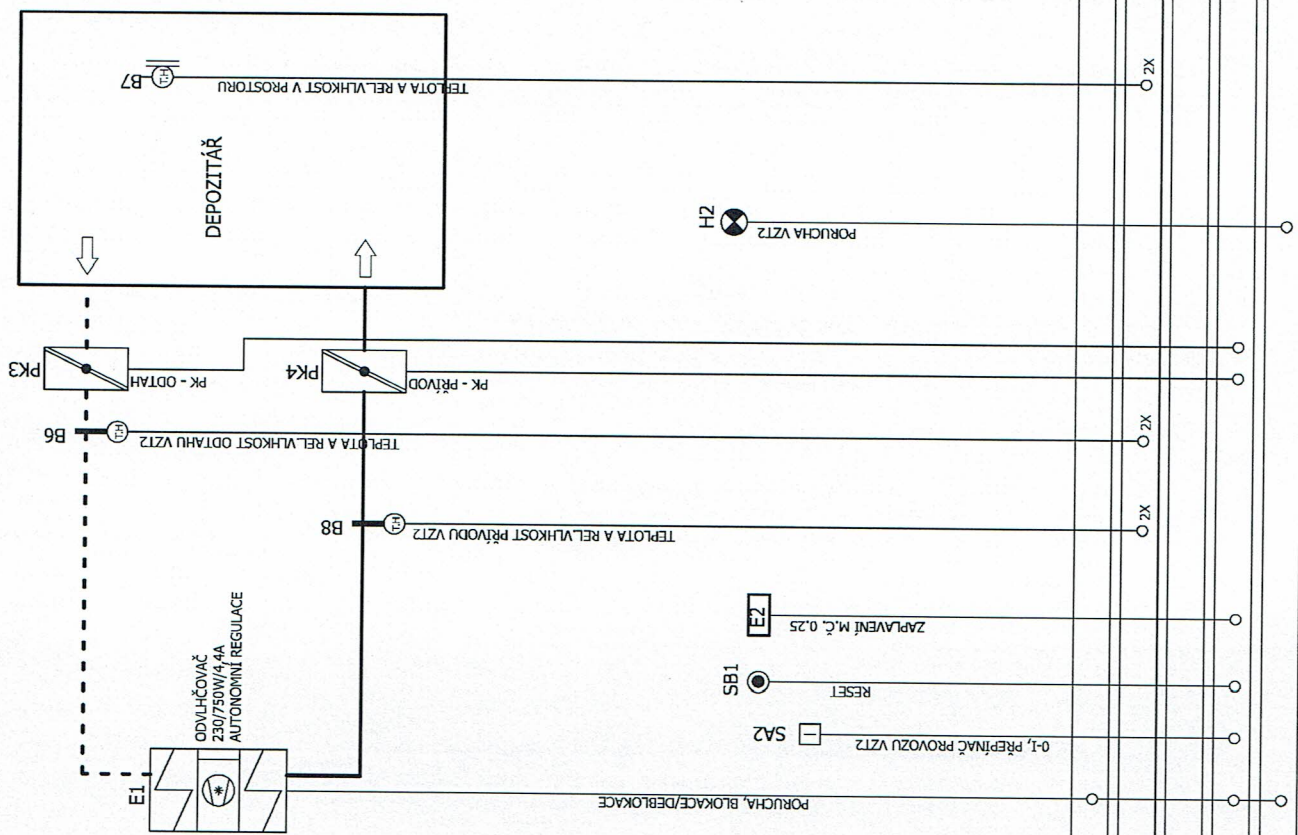 B7
T.H
TEPLOTA A REL.VLHKOST V PROSTORU
2X
DEPOZITÁŘ
H2
PORUCHA VZT2
PK3
PK - ODTAH
PK4
PK - PŘÍVOD
B6
T.H
TEPLOTA A REL.VLHKOST ODTAHU VZT2
2X
B8
T.H
TEPLOTA A REL.VLHKOST PŘÍVODU VZT2
2X
E2
ZAPLAVENÍ M.Č. 0.25
SB1
RESET
SA2
0-I, PŘEPÍNAČ PROVOZU VZT2
E1
ODVLHČOVAČ
230/750W/4,4A
AUTONOMNÍ REGULACE
PORUCHA, BLOKACE/DEBLOKACE